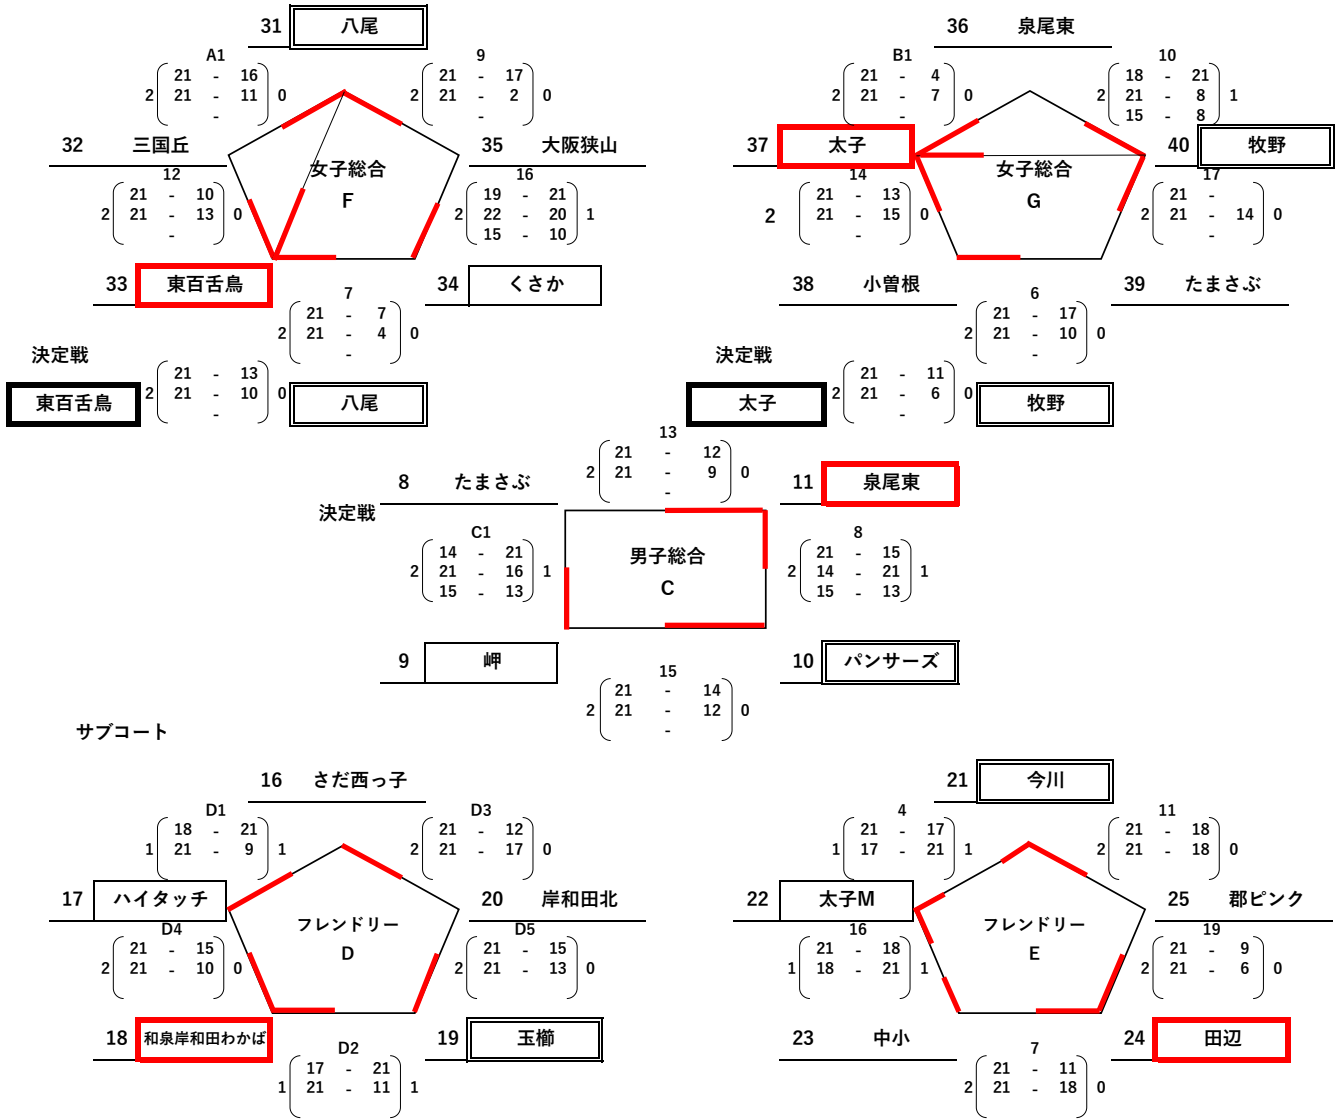 31 八尾
A1
2 21 - 16 0
21 - 11
-
9
2 21 - 17 0
21 - 2
-
32 三国丘
35 大阪狭山
女子総合
F
12
2 21 - 10 0
21 - 13
-
16
2 19 - 21 1
22 - 20
15 - 10
33 東百舌鳥
34 くさか
7
2 21 - 7 0
21 - 4
-
決定戦
東百舌鳥
2 21 - 13 0
21 - 10
-
八尾
36 泉尾東
B1
2 21 - 4 0
21 - 7
-
10
2 18 - 21 1
21 - 8
15 - 8
37 太子
40 牧野
女子総合
G
14
2
21 - 13 0
21 - 15
-
17
2 21 - 0
21 - 14
-
38 小曽根
39 たまさぶ
6
2 21 - 17 0
21 - 10
-
決定戦
太子
2 21 - 11 0
21 - 6
-
牧野
13
2 21 - 12 0
21 - 9
-
8 たまさぶ
11 泉尾東
決定戦
C1
2 14 - 21 1
21 - 16
15 - 13
男子総合
C
8
2 21 - 15 1
14 - 21
15 - 13
9 岬
10 パンサーズ
15
2 21 - 14 0
21 - 12
-
サブコート
16 さだ西っ子
D1
1 18 - 21 1
21 - 9
D3
2 21 - 12 0
21 - 17
17 ハイタッチ
20 岸和田北
フレンドリー
D
D4
2 21 - 15 0
21 - 10
D5
2 21 - 15 0
21 - 13
18 和泉岸和田わかば
19 玉櫛
D2
1 17 - 21 1
21 - 11
21 今川
4
1 21 - 17 1
17 - 21
11
2 21 - 18 0
21 - 18
22 太子M
25 郡ピンク
フレンドリー
E
16
1 21 - 18 1
18 - 21
19
2 21 - 9 0
21 - 6
23 中小
24 田辺
7
2 21 - 11 0
21 - 18